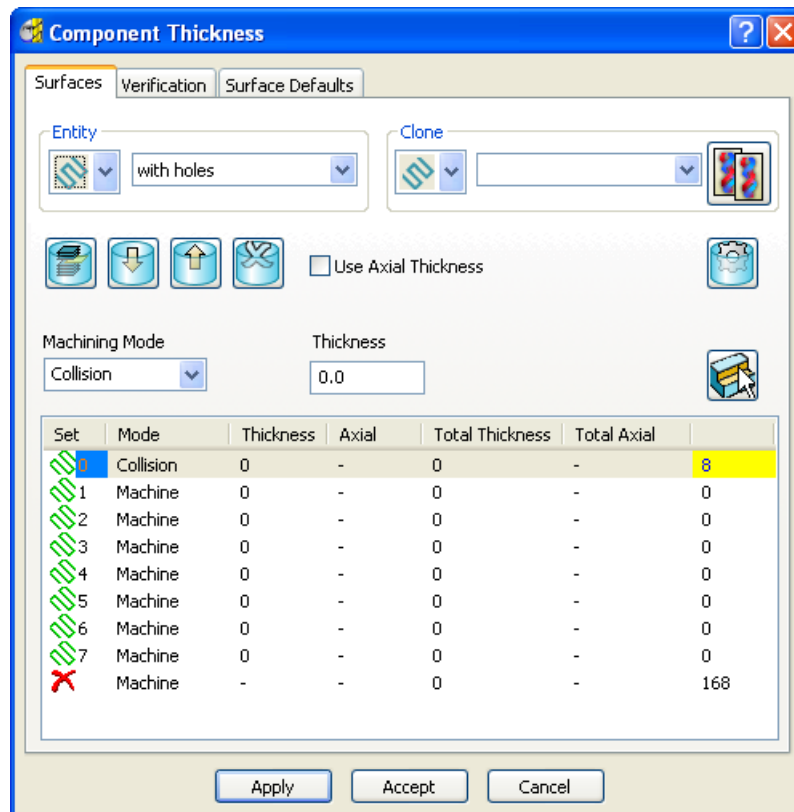 Component Thickness
Surfaces Verification Surface Defaults
Entity Clone
with holes
Use Axial Thickness
Machining Mode Thickness
Collision 0.0
Set Mode Thickness Axial Total Thickness Total Axial
0 Collision 0 - 0 - 8
1 Machine 0 - 0 - 0
2 Machine 0 - 0 - 0
3 Machine 0 - 0 - 0
4 Machine 0 - 0 - 0
5 Machine 0 - 0 - 0
6 Machine 0 - 0 - 0
7 Machine 0 - 0 - 0
Machine - - 0 - 168
Apply Accept Cancel